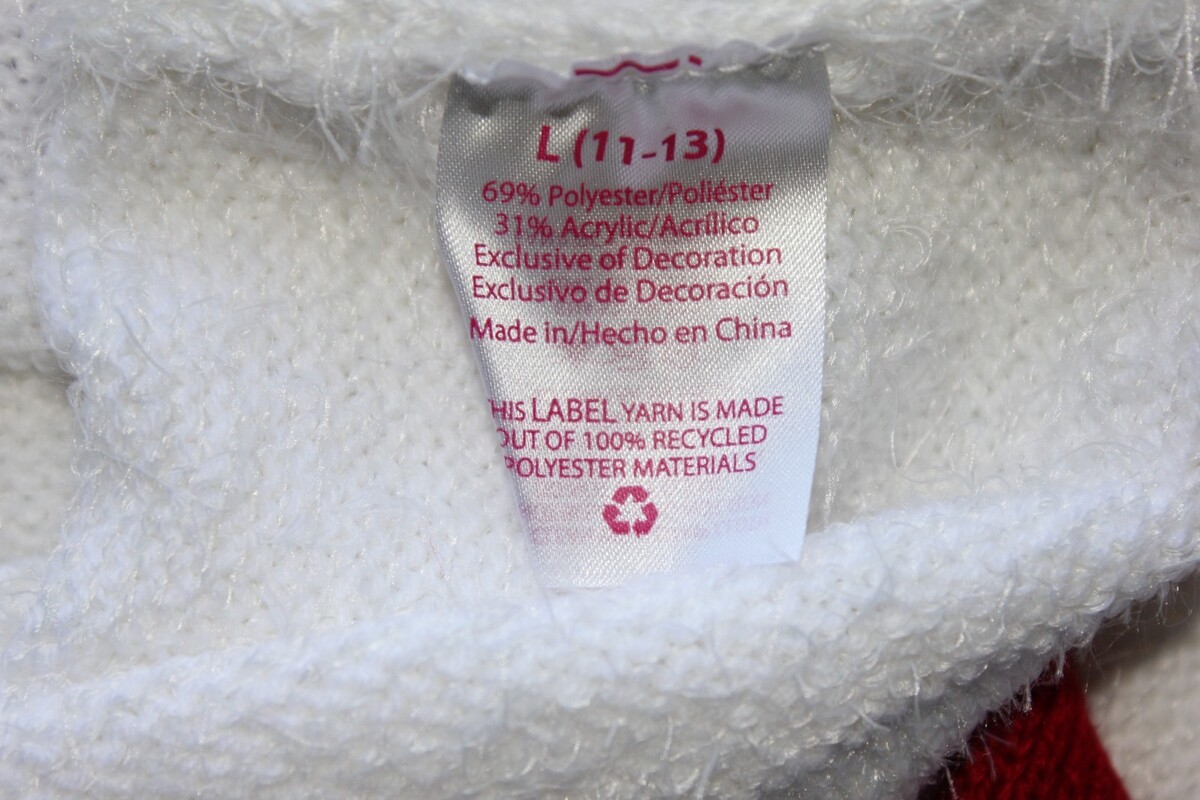 L (11-13)
69% Polyester/Poliéster
31% Acrylic/Acrílico
Exclusive of Decoration
Exclusivo de Decoración
Made in/Hecho en China
HIS LABEL YARN IS MADE
OUT OF 100% RECYCLED
POLYESTER MATERIALS